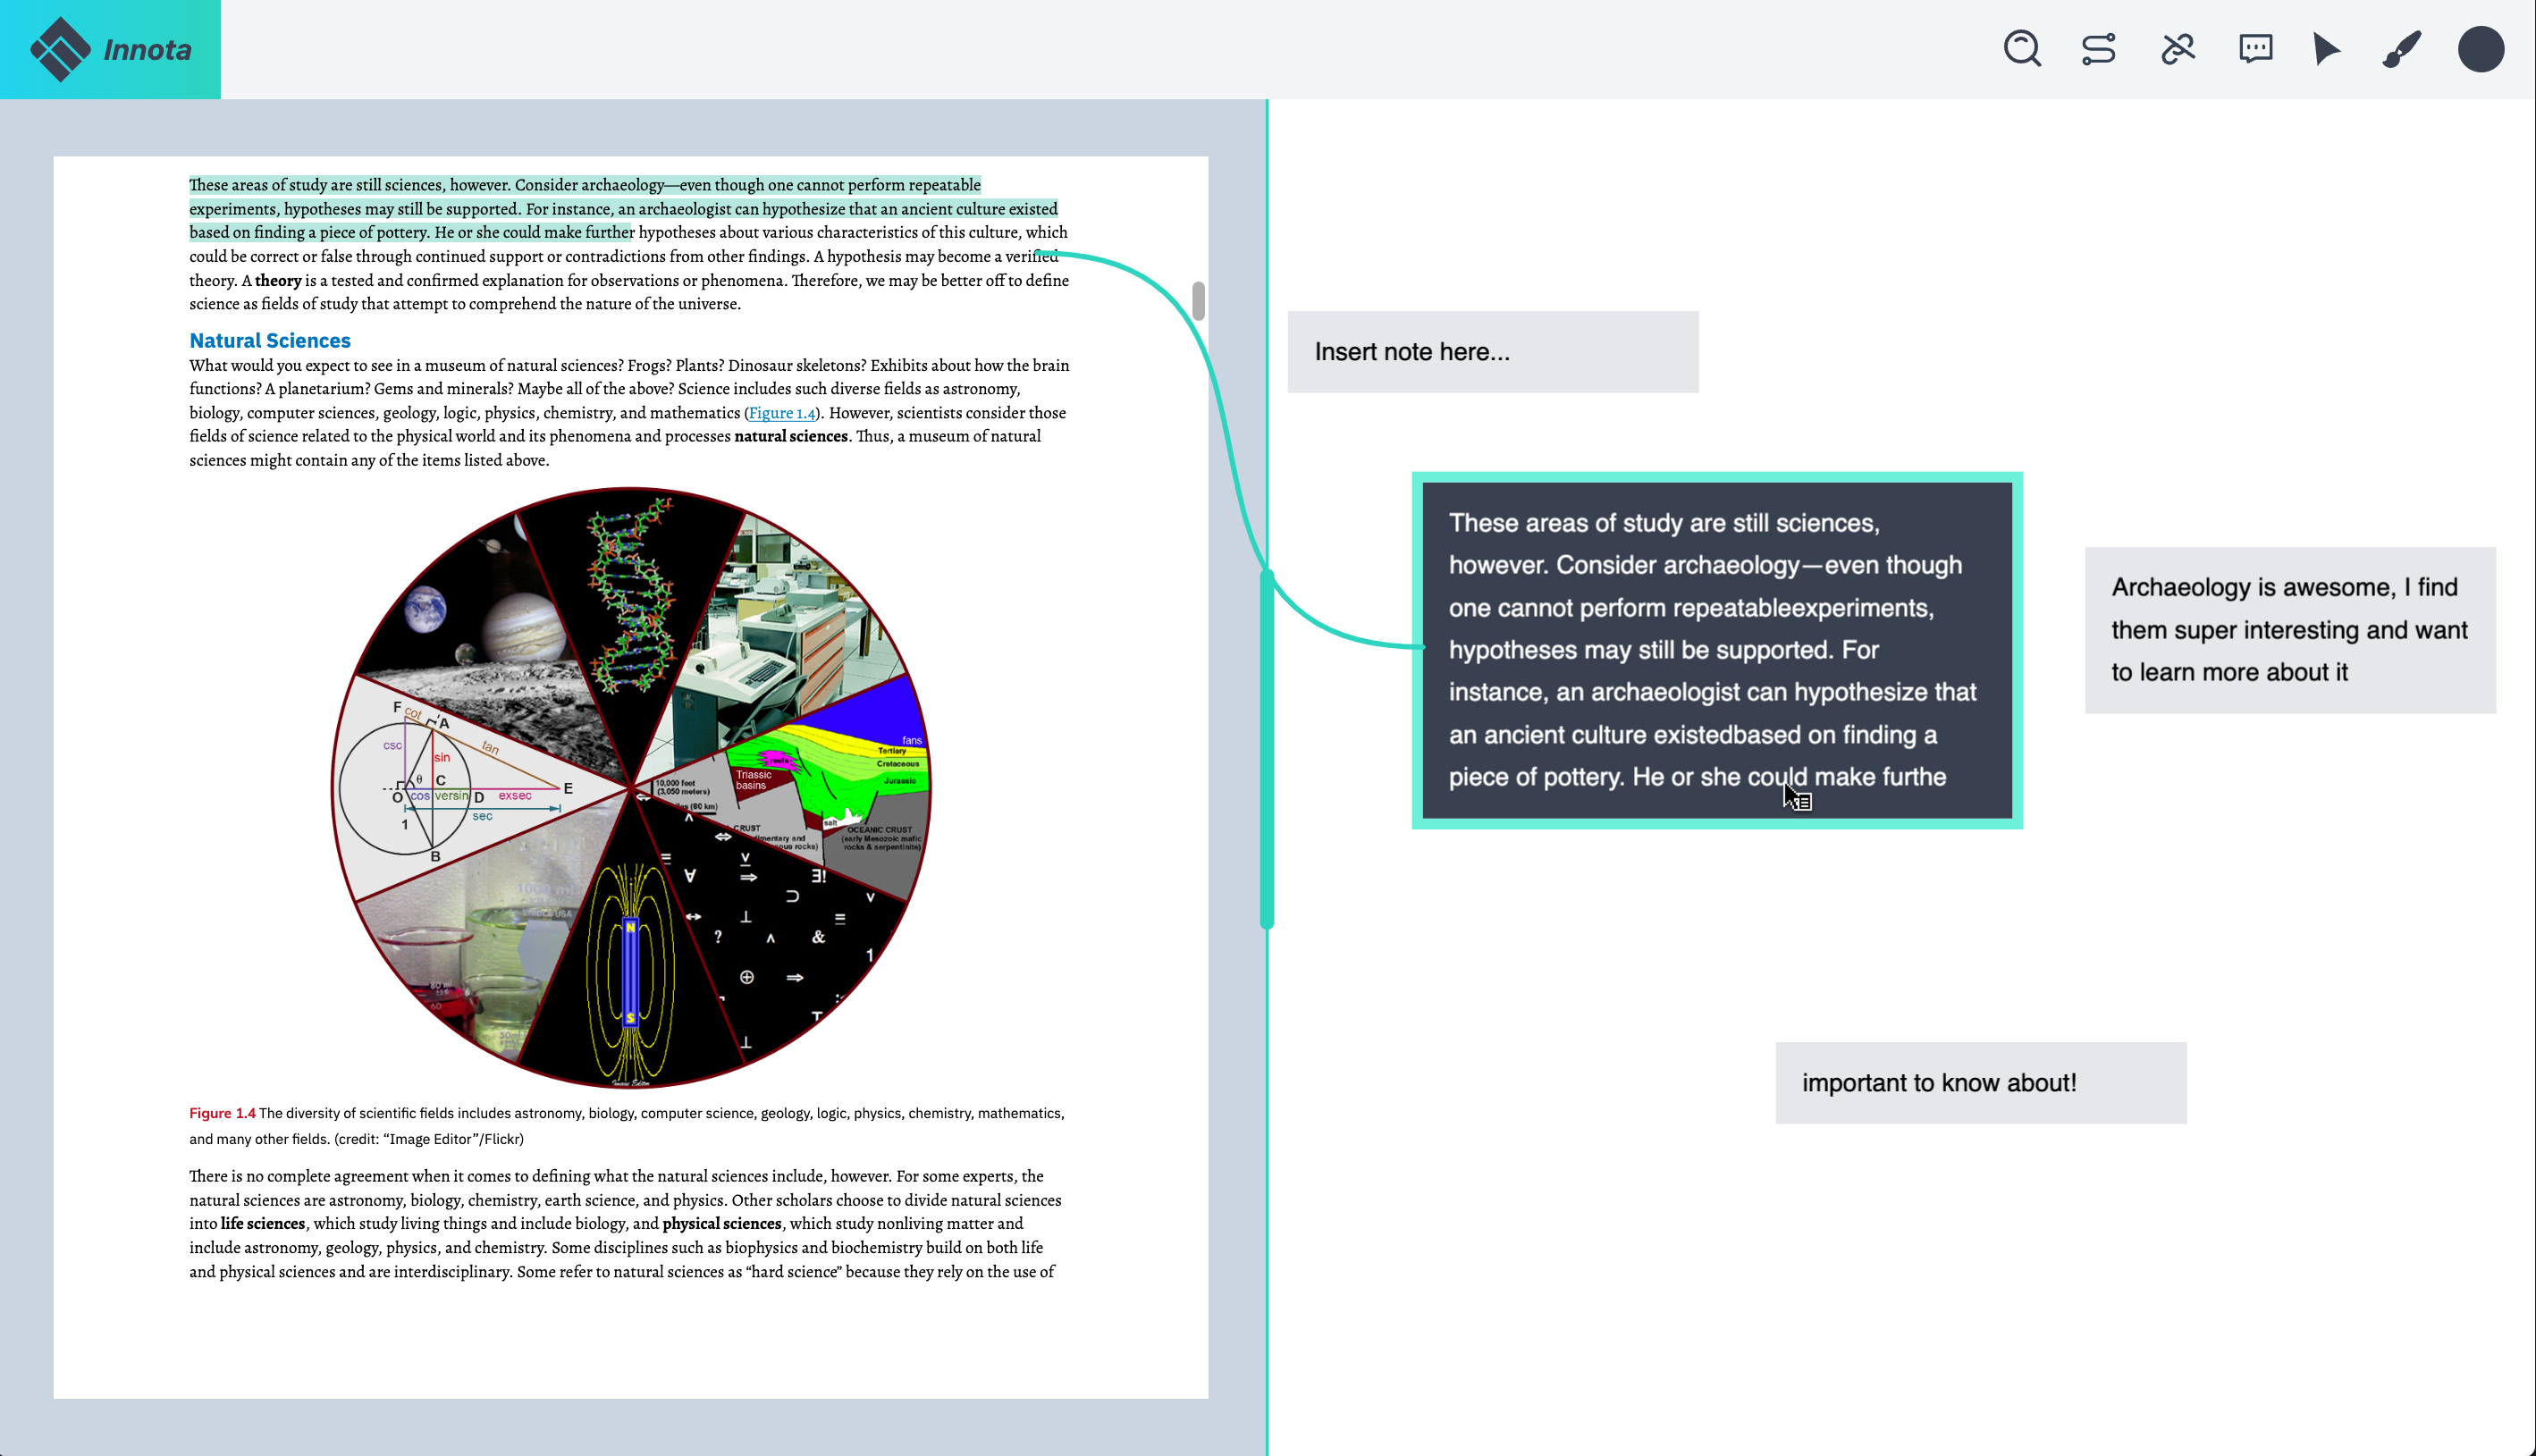 Innota
These areas of study are still sciences, however. Consider archaeology—even though one cannot perform repeatable
experiments, hypotheses may still be supported. For instance, an archaeologist can hypothesize that an ancient culture existed
based on finding a piece of pottery. He or she could make further hypotheses about various characteristics of this culture, which
could be correct or false through continued support or contradictions from other findings. A hypothesis may become a verified
theory. A theory is a tested and confirmed explanation for observations or phenomena. Therefore, we may be better off to define
science as fields of study that attempt to comprehend the nature of the universe.
Natural Sciences
What would you expect to see in a museum of natural sciences? Frogs? Plants? Dinosaur skeletons? Exhibits about how the brain
functions? A planetarium? Gems and minerals? Maybe all of the above? Science includes such diverse fields as astronomy,
biology, computer sciences, geology, logic, physics, chemistry, and mathematics (Figure 1.4). However, scientists consider those
fields of science related to the physical world and its phenomena and processes natural sciences. Thus, a museum of natural
sciences might contain any of the items listed above.
F
cot
A
csc
tan
sin
θ
C
O
cos
versin
D
exsec
E
sec
1
B
fans
Tertiary
Cretaceous
Jurassic
reefs
Triassic
basins
10,000 feet
(3,050 meters)
(80 km)
salt
CRUST
OCEANIC CRUST
(early Mesozoic mafic
rocks & serpentinite)
∀ ⇒ ∃!
? ∧ &
⊕ ⇒
N
S
Image Editor
Figure 1.4 The diversity of scientific fields includes astronomy, biology, computer science, geology, logic, physics, chemistry, mathematics,
and many other fields. (credit: “Image Editor”/Flickr)
There is no complete agreement when it comes to defining what the natural sciences include, however. For some experts, the
natural sciences are astronomy, biology, chemistry, earth science, and physics. Other scholars choose to divide natural sciences
into life sciences, which study living things and include biology, and physical sciences, which study nonliving matter and
include astronomy, geology, physics, and chemistry. Some disciplines such as biophysics and biochemistry build on both life
and physical sciences and are interdisciplinary. Some refer to natural sciences as “hard science” because they rely on the use of
Insert note here...
These areas of study are still sciences,
however. Consider archaeology—even though
one cannot perform repeatableexperiments,
hypotheses may still be supported. For
instance, an archaeologist can hypothesize that
an ancient culture existedbased on finding a
piece of pottery. He or she could make furthe
Archaeology is awesome, I find
them super interesting and want
to learn more about it
important to know about!